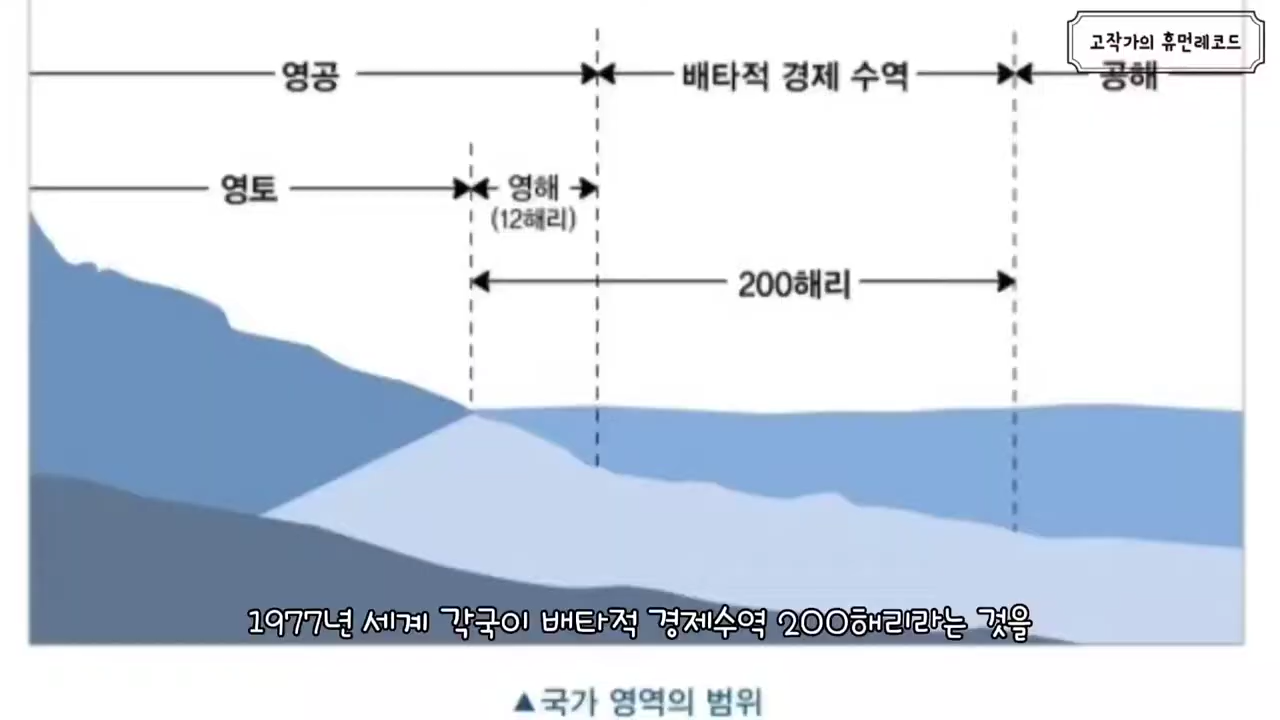 고작가의 휴먼레코드
영공
배타적 경제 수역
공해
영토
영해
(12해리)
200해리
1977년 세계 각국이 배타적 경제수역 200해리라는 것을
▲국가 영역의 범위